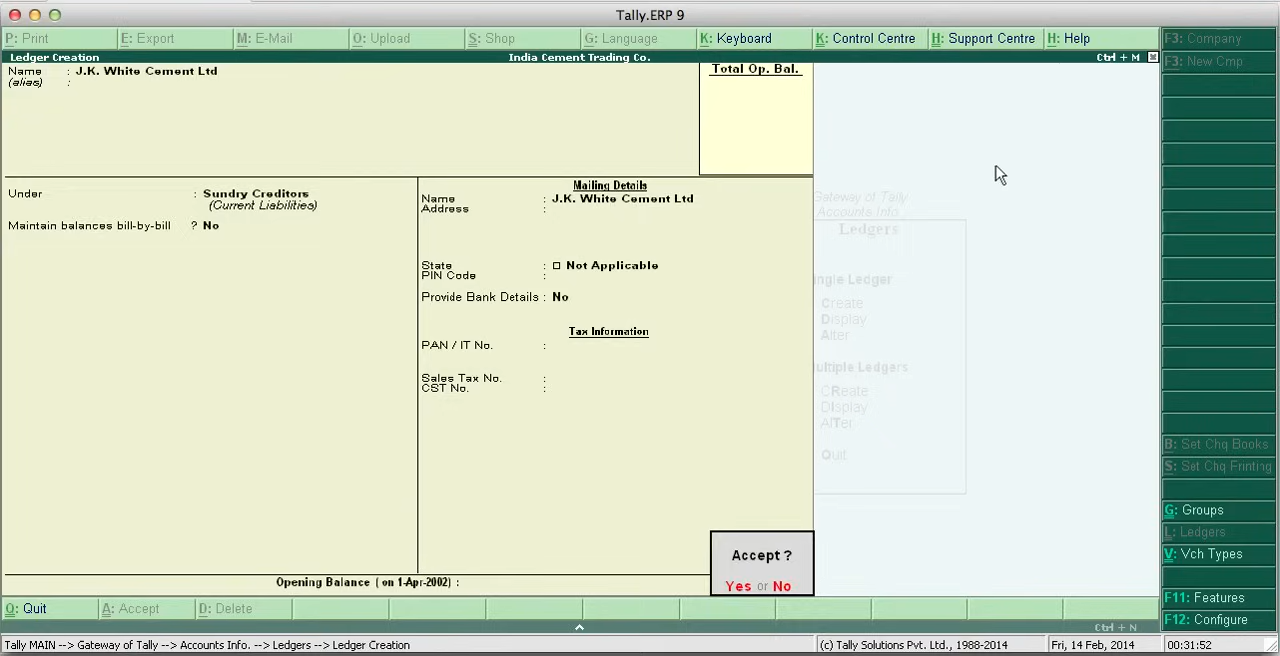 Tally.ERP 9
P: Print E: Export M: E-Mail O: Upload S: Shop G: Language K: Keyboard K: Control Centre H: Support Centre H: Help
F3: Company
F3: New Cmp
Ledger Creation India Cement Trading Co. Ctrl + M
Name : J.K. White Cement Ltd
(alias) :
Total Op. Bal.
Under : Sundry Creditors
(Current Liabilities)
Maintain balances bill-by-bill ? No
Mailing Details
Name : J.K. White Cement Ltd
Address :
State : Not Applicable
PIN Code :
Provide Bank Details : No
Tax Information
PAN / IT No. :
Sales Tax No. :
CST No. :
Gateway of Tally
Accounts Info.
Ledgers
ingle Ledger
Create
Display
Alter
ultiple Ledgers
CReate
DIsplay
AlTer
Quit
B: Set Chq Books
S: Set Chq Printing
G: Groups
L: Ledgers
V: Vch Types
F11: Features
F12: Configure
Accept ?
Yes or No
Opening Balance ( on 1-Apr-2002) :
Q: Quit A: Accept D: Delete
Ctrl + N
Tally MAIN --> Gateway of Tally --> Accounts Info. --> Ledgers --> Ledger Creation (c) Tally Solutions Pvt. Ltd., 1988-2014 Fri, 14 Feb, 2014 00:31:52